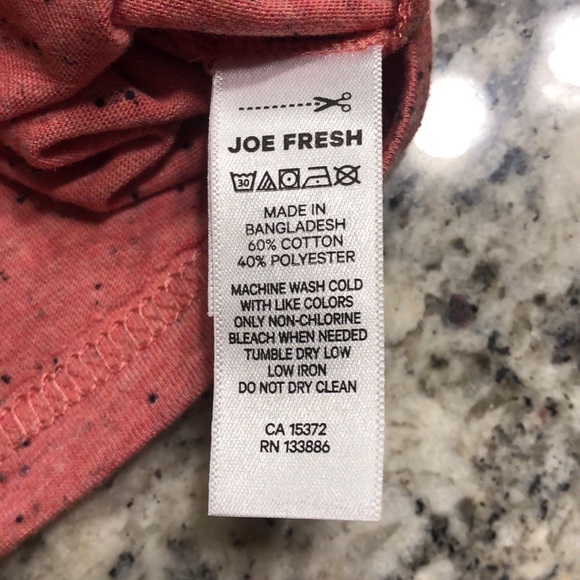 JOE FRESH
30
MADE IN
BANGLADESH
60% COTTON
40% POLYESTER
MACHINE WASH COLD
WITH LIKE COLORS
ONLY NON-CHLORINE
BLEACH WHEN NEEDED
TUMBLE DRY LOW
LOW IRON
DO NOT DRY CLEAN
CA 15372
RN 133886